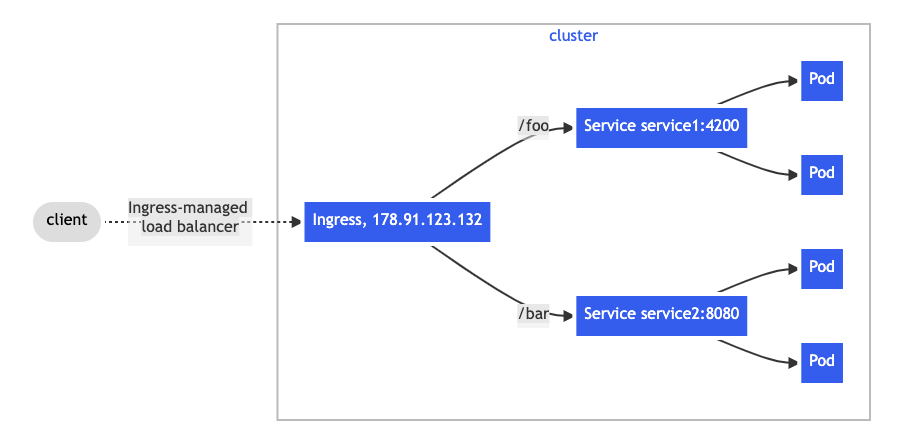 cluster
client
Ingress-managed
load balancer
Ingress, 178.91.123.132
/foo
Service service1:4200
Pod
Pod
/bar
Service service2:8080
Pod
Pod